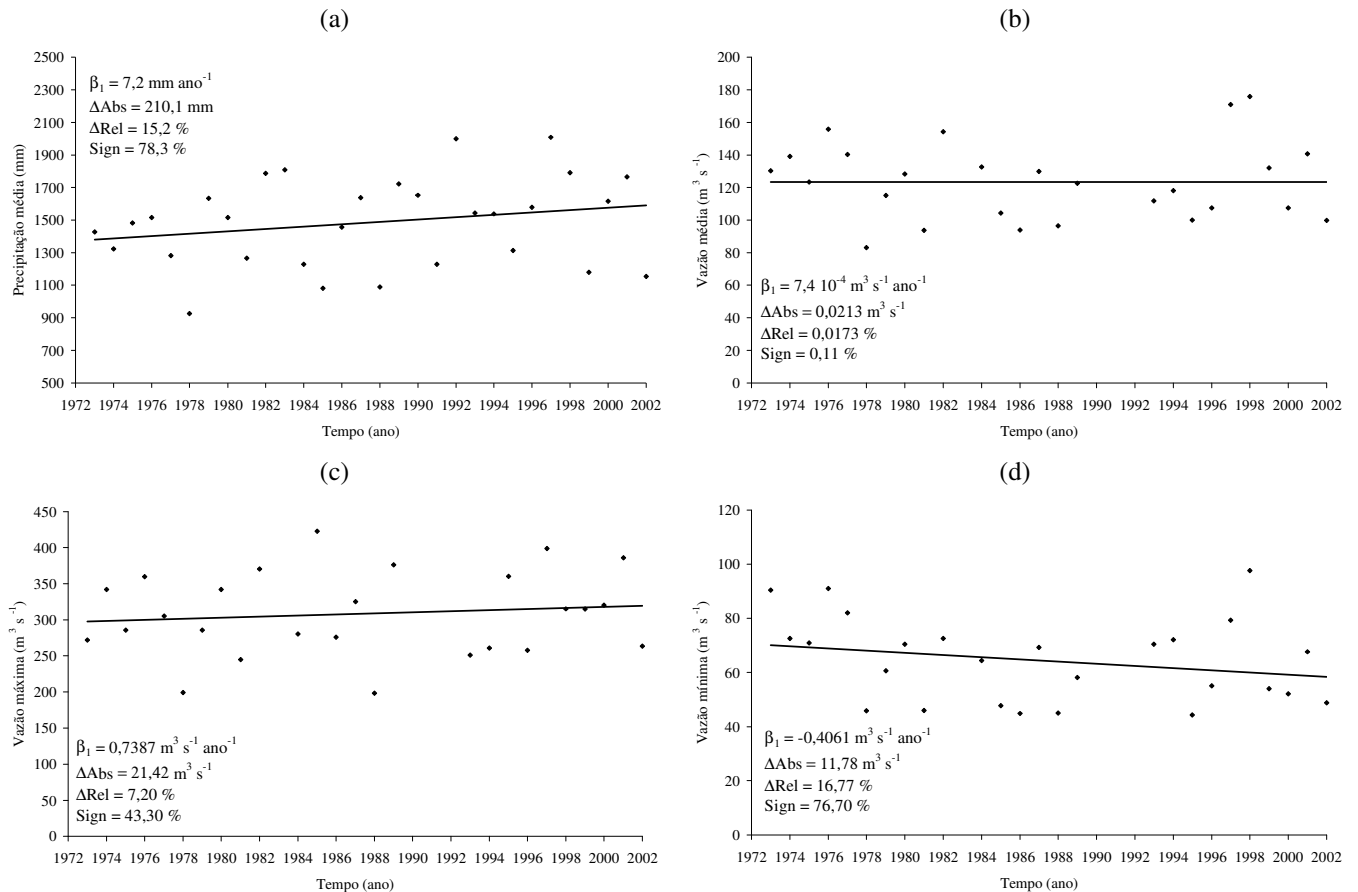 (a)
2500
2300
2100
1900
1700
1500
1300
1100
900
700
500
Precipitação média (mm)
β1 = 7,2 mm ano-1
ΔAbs = 210,1 mm
ΔRel = 15,2 %
Sign = 78,3 %
1972 1974 1976 1978 1980 1982 1984 1986 1988 1990 1992 1994 1996 1998 2000 2002
Tempo (ano)
(b)
200
180
160
140
120
100
80
60
40
20
0
Vazão média (m3 s-1)
β1 = 7,4 10-4 m3 s-1 ano-1
ΔAbs = 0,0213 m3 s-1
ΔRel = 0,0173 %
Sign = 0,11 %
1972 1974 1976 1978 1980 1982 1984 1986 1988 1990 1992 1994 1996 1998 2000 2002
Tempo (ano)
(c)
450
400
350
300
250
200
150
100
50
0
Vazão máxima (m3 s-1)
β1 = 0,7387 m3 s-1 ano-1
ΔAbs = 21,42 m3 s-1
ΔRel = 7,20 %
Sign = 43,30 %
1972 1974 1976 1978 1980 1982 1984 1986 1988 1990 1992 1994 1996 1998 2000 2002
Tempo (ano)
(d)
120
100
80
60
40
20
0
Vazão mínima (m3 s-1)
β1 = -0,4061 m3 s-1 ano-1
ΔAbs = 11,78 m3 s-1
ΔRel = 16,77 %
Sign = 76,70 %
1972 1974 1976 1978 1980 1982 1984 1986 1988 1990 1992 1994 1996 1998 2000 2002
Tempo (ano)